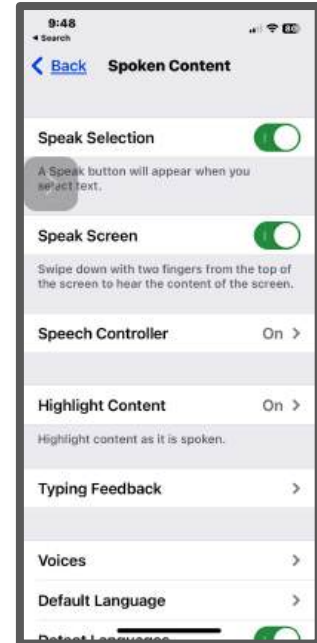 9:48
◀ Search
Back Spoken Content
Speak Selection
A Speak button will appear when you
select text.
Speak Screen
Swipe down with two fingers from the top of
the screen to hear the content of the screen.
Speech Controller On
Highlight Content On
Highlight content as it is spoken.
Typing Feedback
Voices
Default Language
Detect Languages